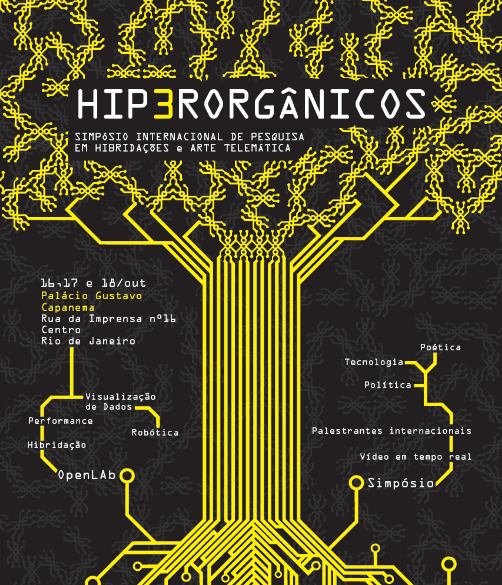 HIP3RORGÂNICOS
SIMPÓSIO INTERNACIONAL DE PESQUISA
EM HIBRIDAÇÕES e ARTE TELEMÁTICA
16,17 e 18/out
Palácio Gustavo
Capanema
Rua da Imprensa nº16
Centro
Rio de Janeiro
Visualização
de Dados
Performance
Robótica
Hibridação
OpenLAb
Poética
Tecnologia
Política
Palestrantes internacionais
Vídeo em tempo real
Simpósio